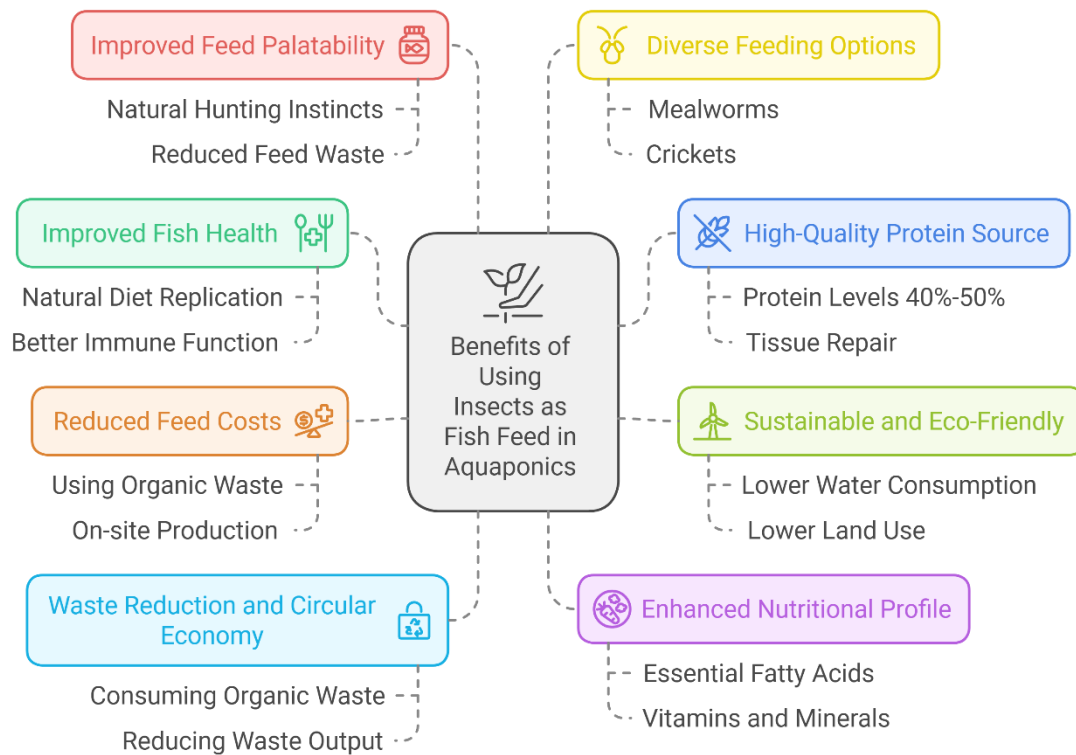 Improved Feed Palatability
Natural Hunting Instincts
Reduced Feed Waste
Improved Fish Health
Natural Diet Replication
Better Immune Function
Reduced Feed Costs
Using Organic Waste
On-site Production
Waste Reduction and Circular
Economy
Consuming Organic Waste
Reducing Waste Output
Benefits of
Using
Insects as
Fish Feed in
Aquaponics
Diverse Feeding Options
Mealworms
Crickets
High-Quality Protein Source
Protein Levels 40%-50%
Tissue Repair
Sustainable and Eco-Friendly
Lower Water Consumption
Lower Land Use
Enhanced Nutritional Profile
Essential Fatty Acids
Vitamins and Minerals